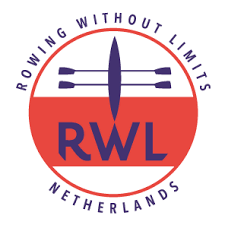 ROWING WITHOUT LIMITS
RWL
NETHERLANDS